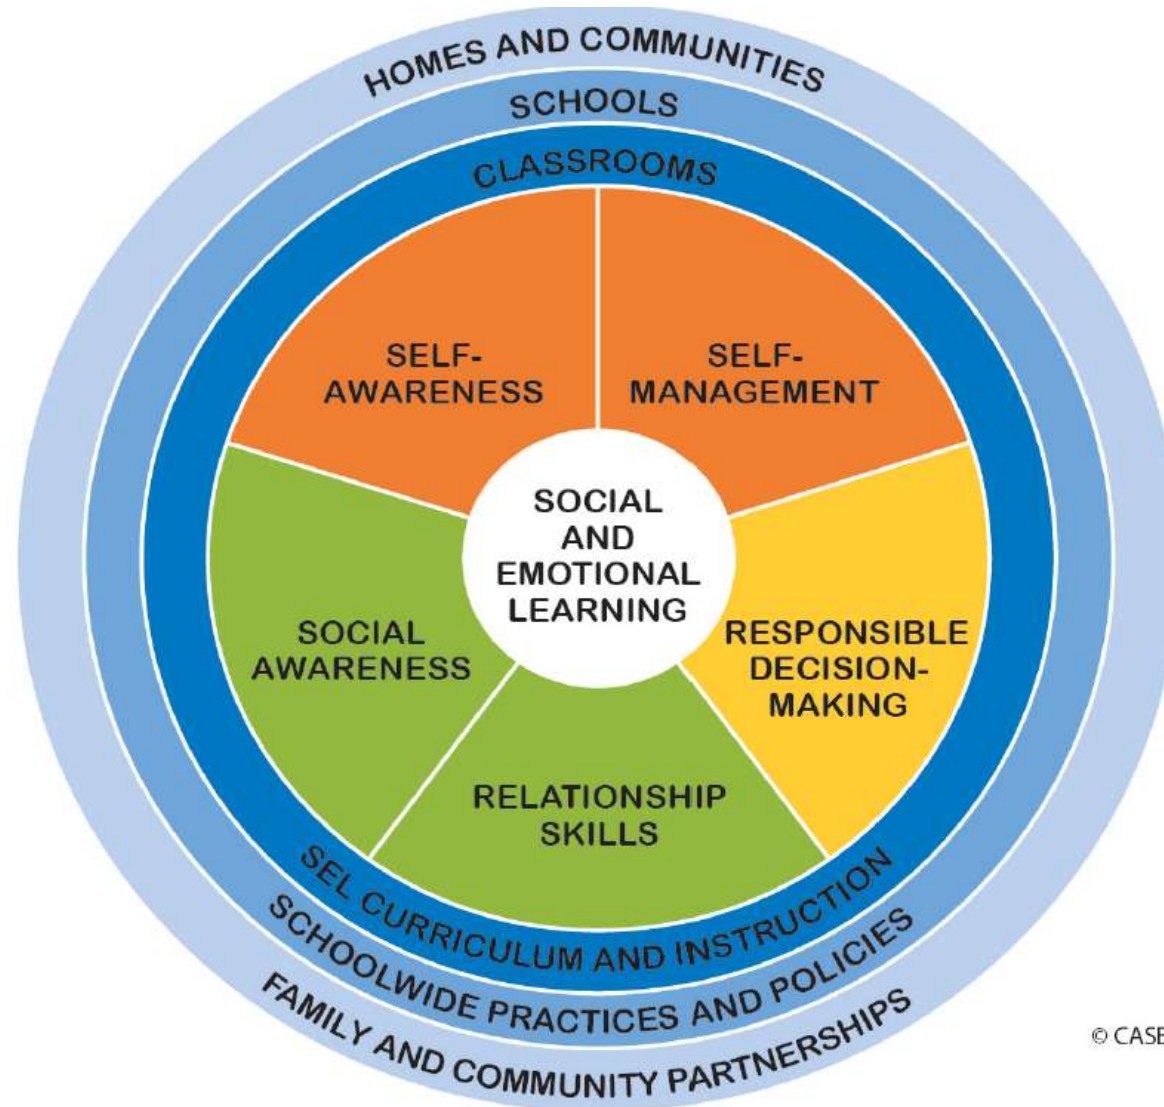 HOMES AND COMMUNITIES
SCHOOLS
CLASSROOMS
SELF-
AWARENESS
SELF-
MANAGEMENT
SOCIAL
AND
EMOTIONAL
LEARNING
SOCIAL
AWARENESS
RESPONSIBLE
DECISION-
MAKING
RELATIONSHIP
SKILLS
SEL CURRICULUM AND INSTRUCTION
SCHOOLWIDE PRACTICES AND POLICIES
FAMILY AND COMMUNITY PARTNERSHIPS
© CASE